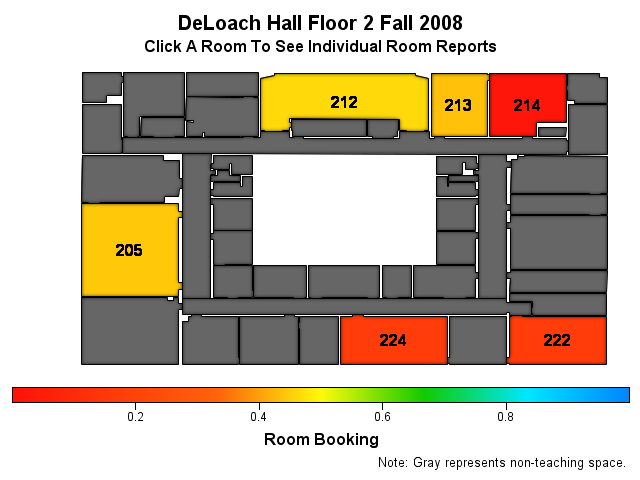 DeLoach Hall Floor 2 Fall 2008
Click A Room To See Individual Room Reports
212
213
214
205
224
222
0.2 0.4 0.6 0.8
Room Booking
Note: Gray represents non-teaching space.